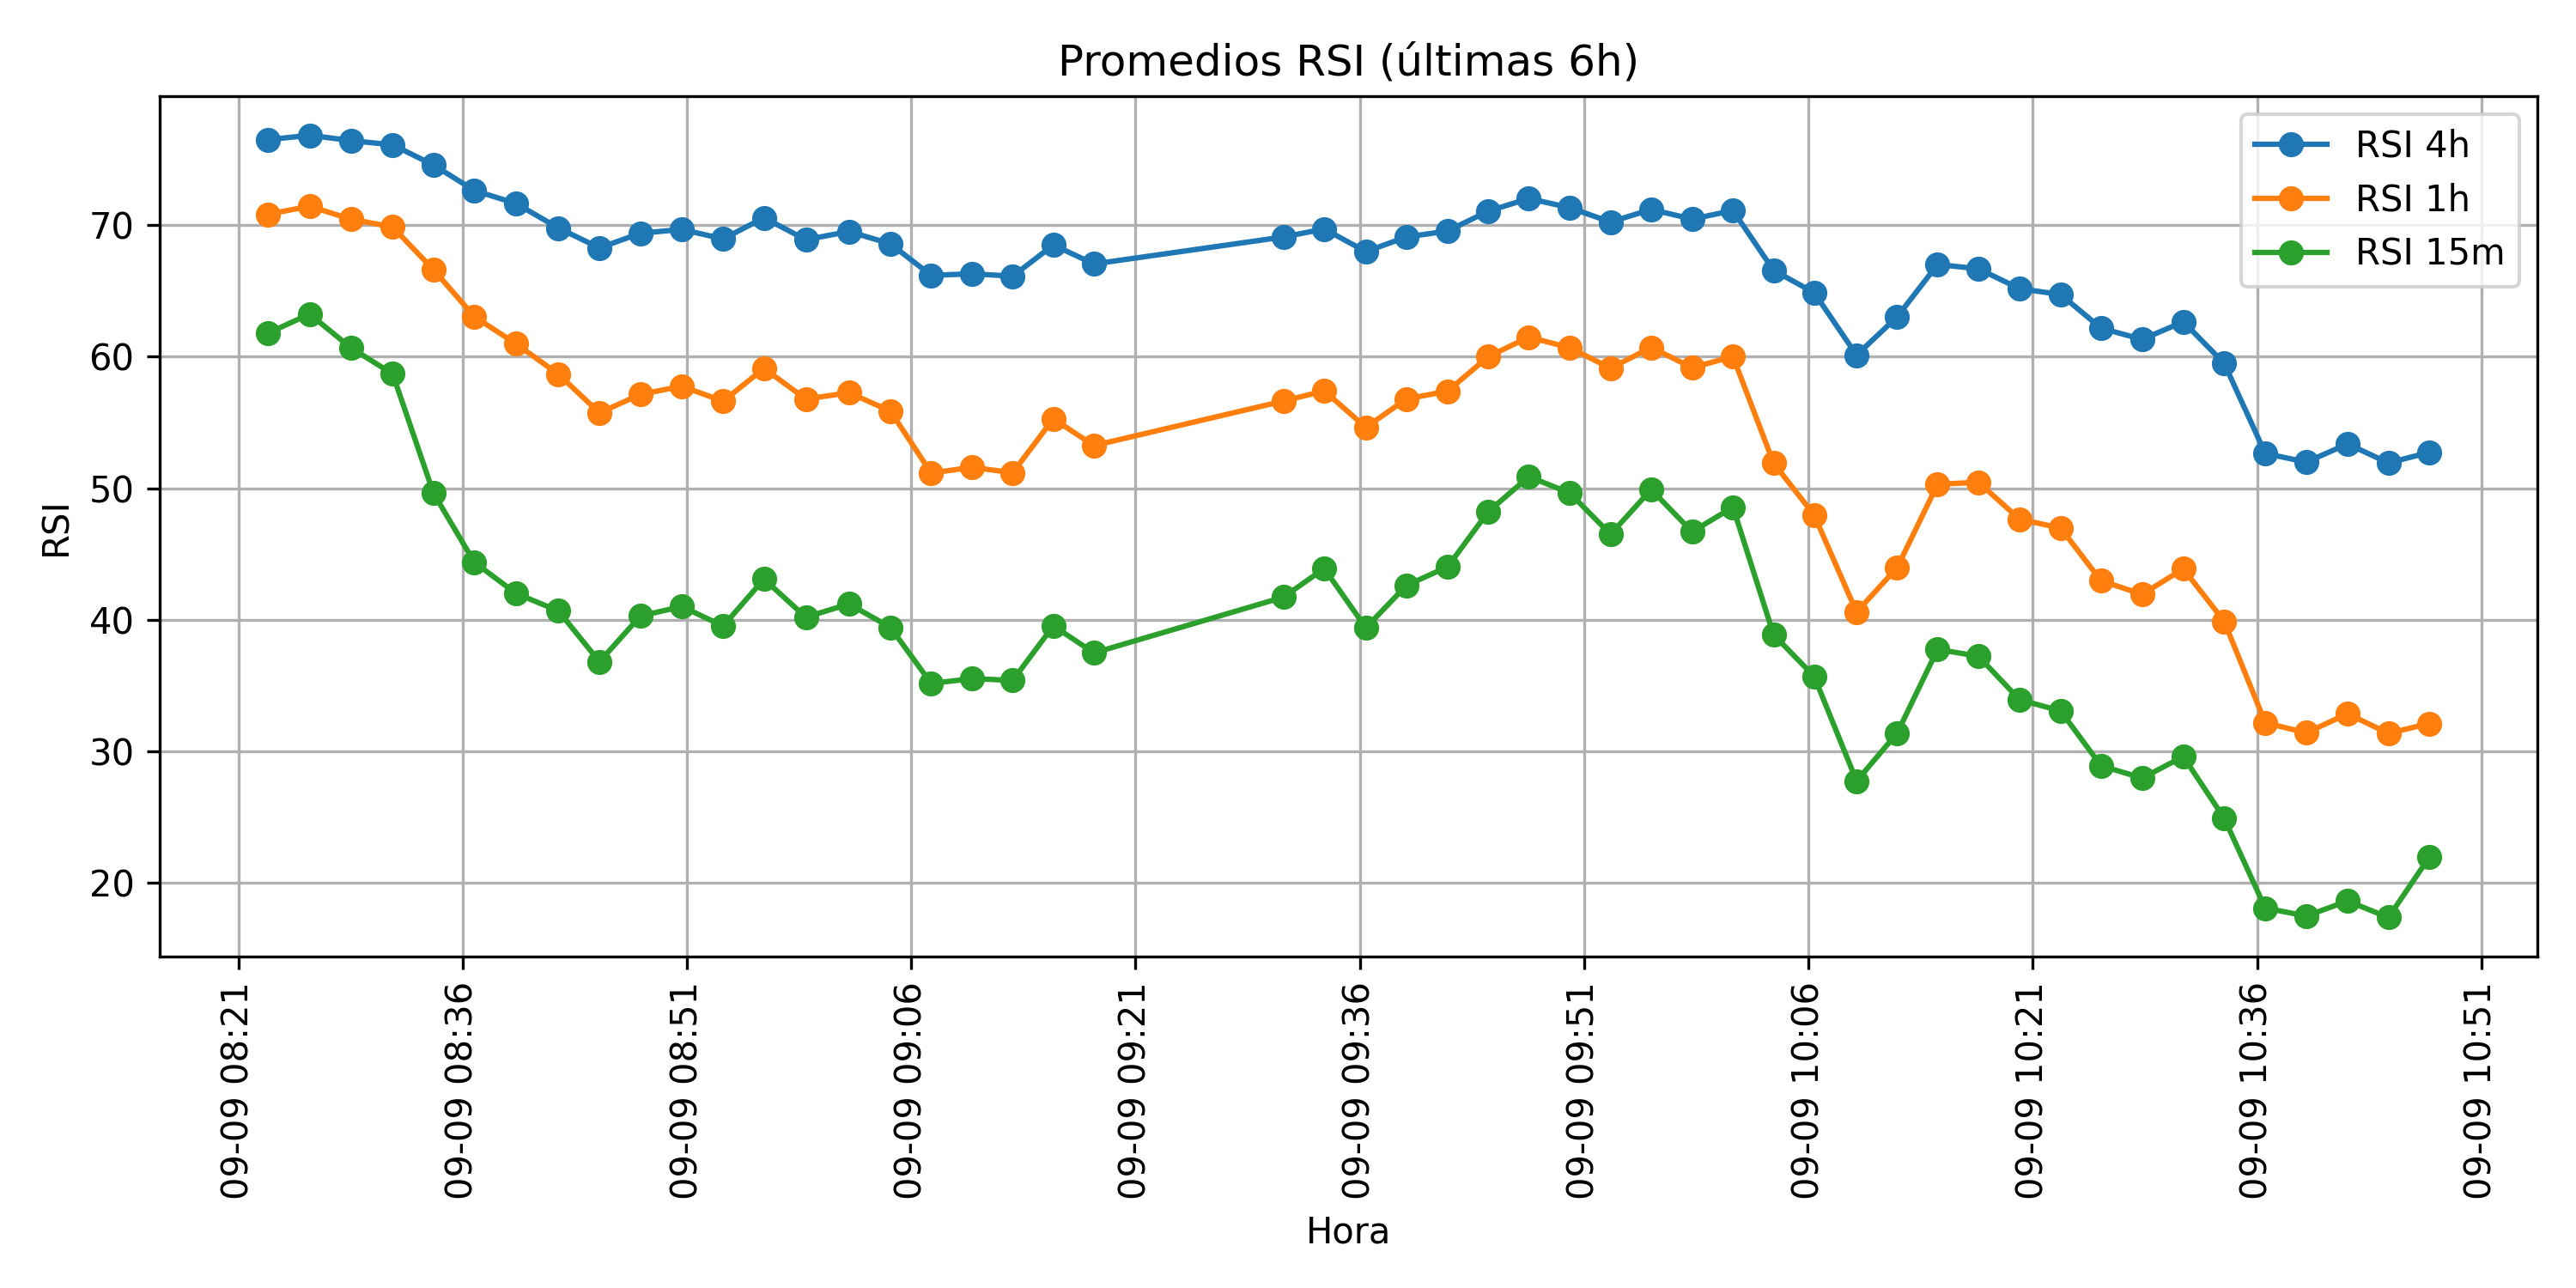 Promedios RSI (últimas 6h)
RSI 4h
RSI 1h
RSI 15m
RSI
70
60
50
40
30
20
09-09 08:21
09-09 08:36
09-09 08:51
09-09 09:06
09-09 09:21
09-09 09:36
09-09 09:51
09-09 10:06
09-09 10:21
09-09 10:36
09-09 10:51
Hora